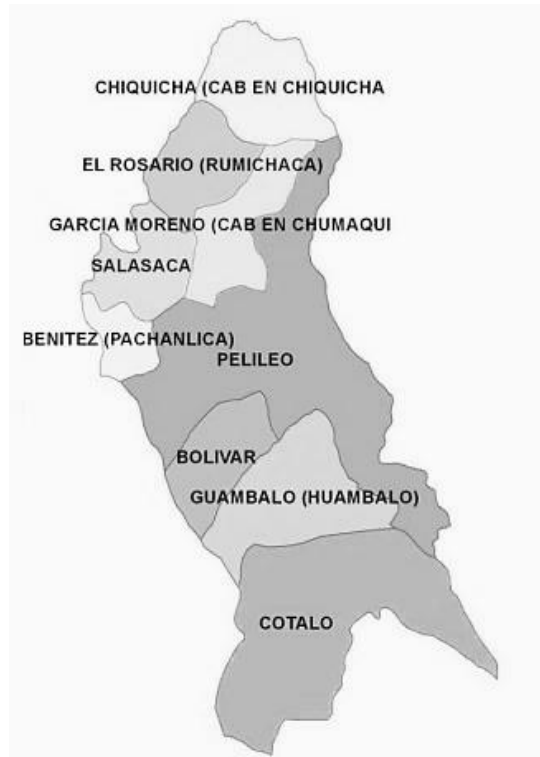 CHIQUICHA (CAB EN CHIQUICHA
EL ROSARIO (RUMICHACA)
GARCIA MORENO (CAB EN CHUMAQUI
SALASACA
BENITEZ (PACHANLICA)
PELILEO
BOLIVAR
GUAMBALO (HUAMBALO)
COTALO